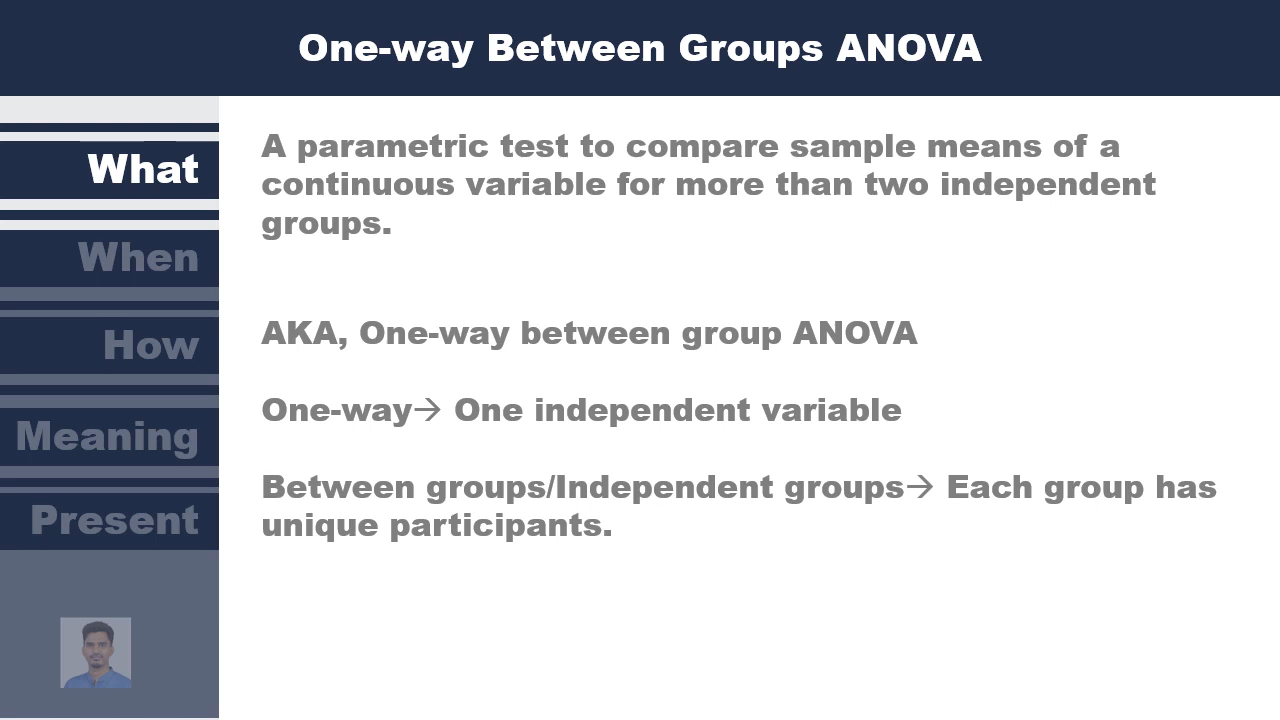 One-way Between Groups ANOVA
What
When
How
Meaning
Present
A parametric test to compare sample means of a
continuous variable for more than two independent
groups.
AKA, One-way between group ANOVA
One-way→ One independent variable
Between groups/Independent groups→ Each group has
unique participants.